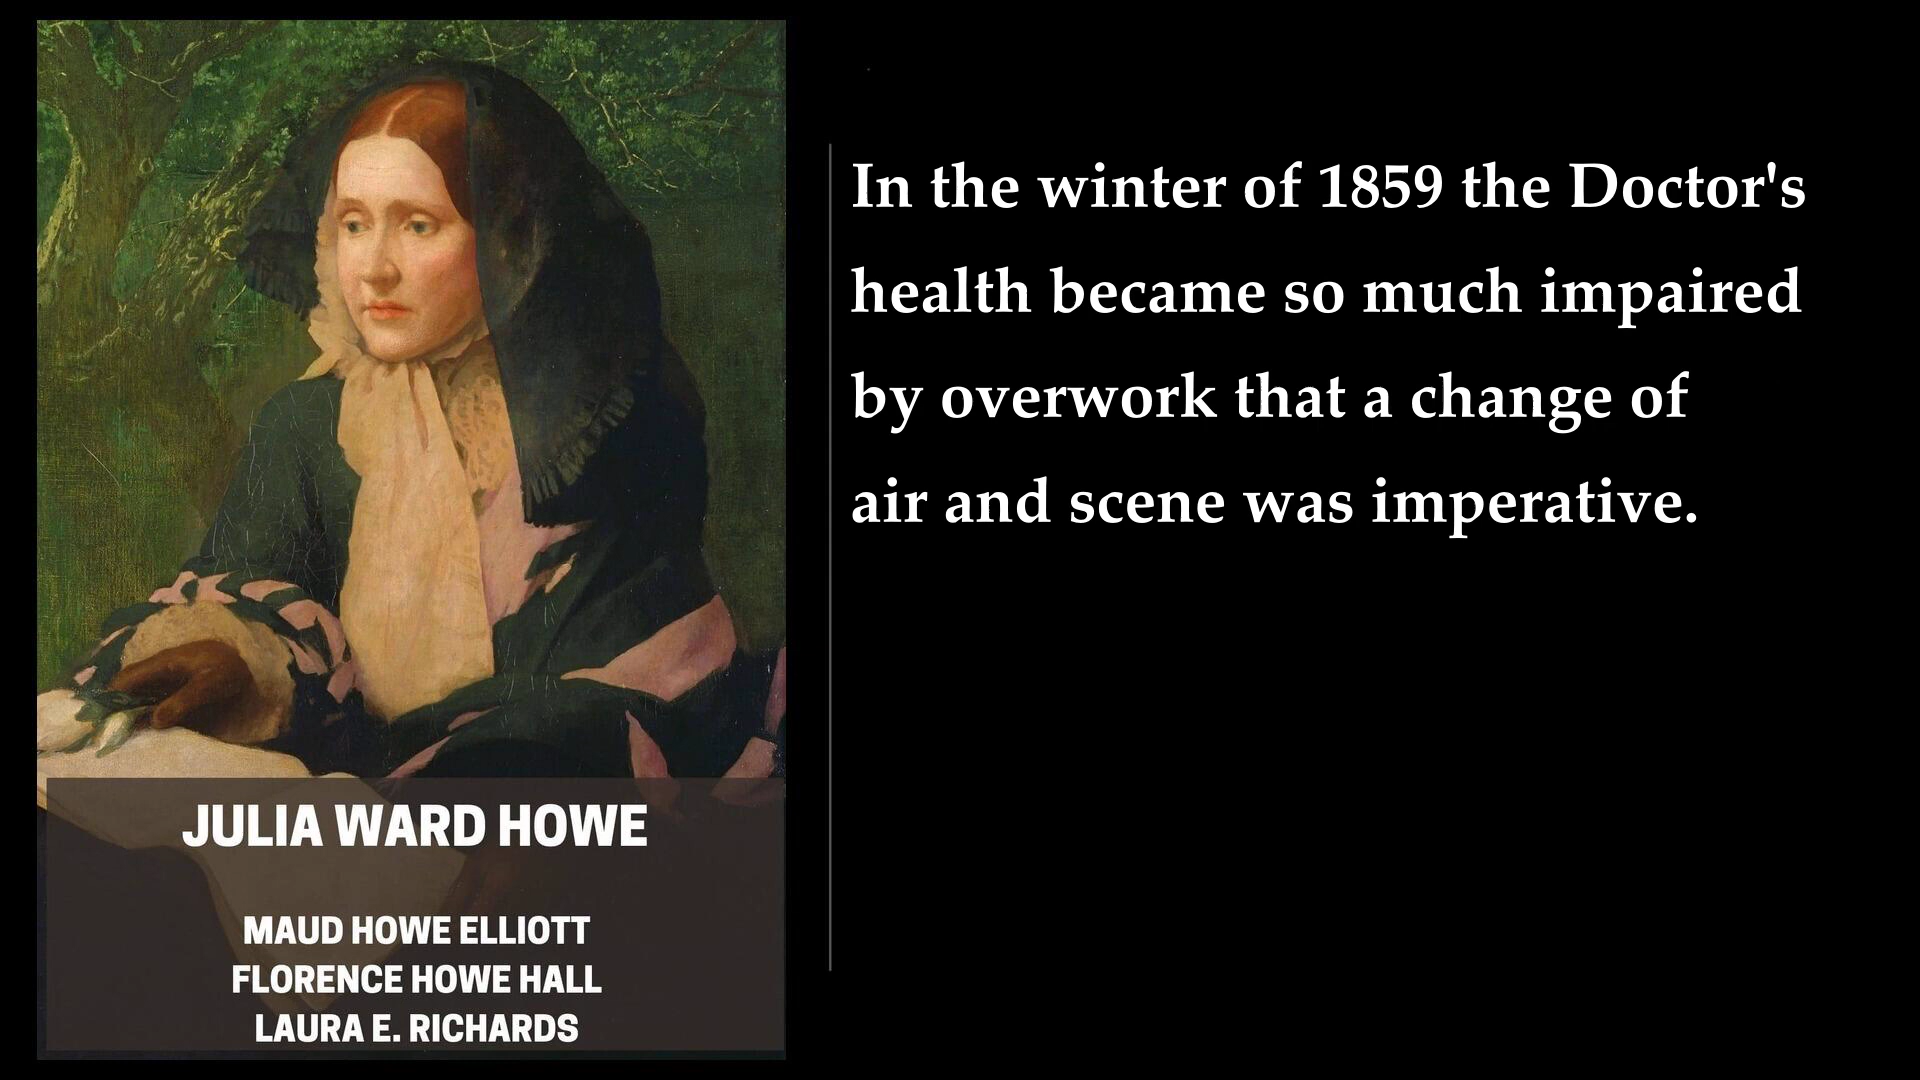 JULIA WARD HOWE
MAUD HOWE ELLIOTT
FLORENCE HOWE HALL
LAURA E. RICHARDS
In the winter of 1859 the Doctor's
health became so much impaired
by overwork that a change of
air and scene was imperative.